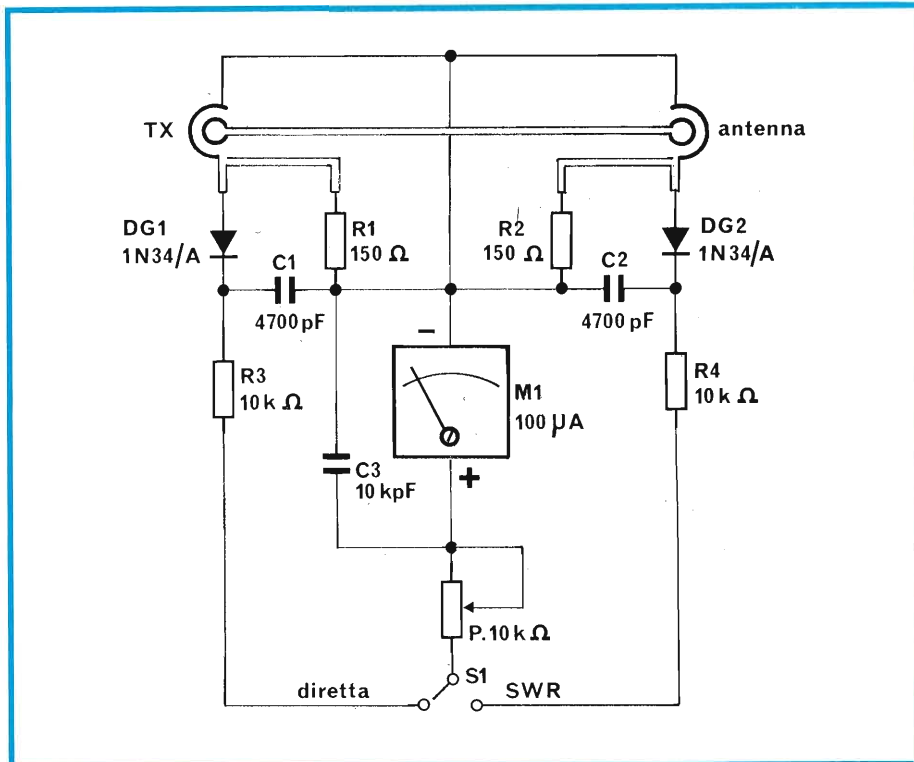 TX
antenna
DG1
1N34/A
R1
150 Ω
C1
4700 pF
R2
150 Ω
C2
4700 pF
DG2
1N34/A
R3
10 k Ω
−
M1
100 μA
+
C3
10 kpF
R4
10 k Ω
P.10 k Ω
S1
diretta
SWR